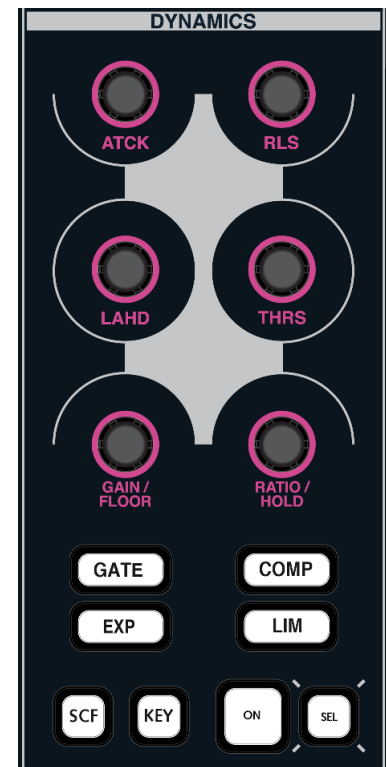 DYNAMICS
ATCK
RLS
LAHD
THRS
GAIN /
FLOOR
RATIO /
HOLD
GATE
COMP
EXP
LIM
SCF
KEY
ON
SEL